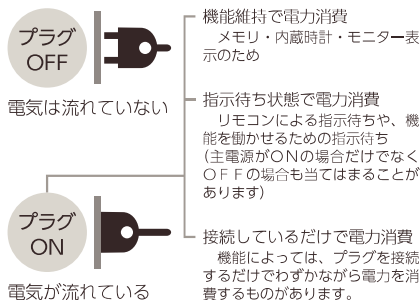 プラグ
OFF
電気は流れていない
プラグ
ON
電気が流れている
機能維持で電力消費
メモリ・内蔵時計・モニター表
示のため
指示待ち状態で電力消費
リモコンによる指示待ちや、機
能を働かせるための指示待ち
(主電源がＯＮの場合だけでなく
ＯＦＦの場合も当てはまることが
あります)
接続しているだけで電力消費
機能によっては、プラグを接続
するだけでわずかながら電力を消
費するものがあります。